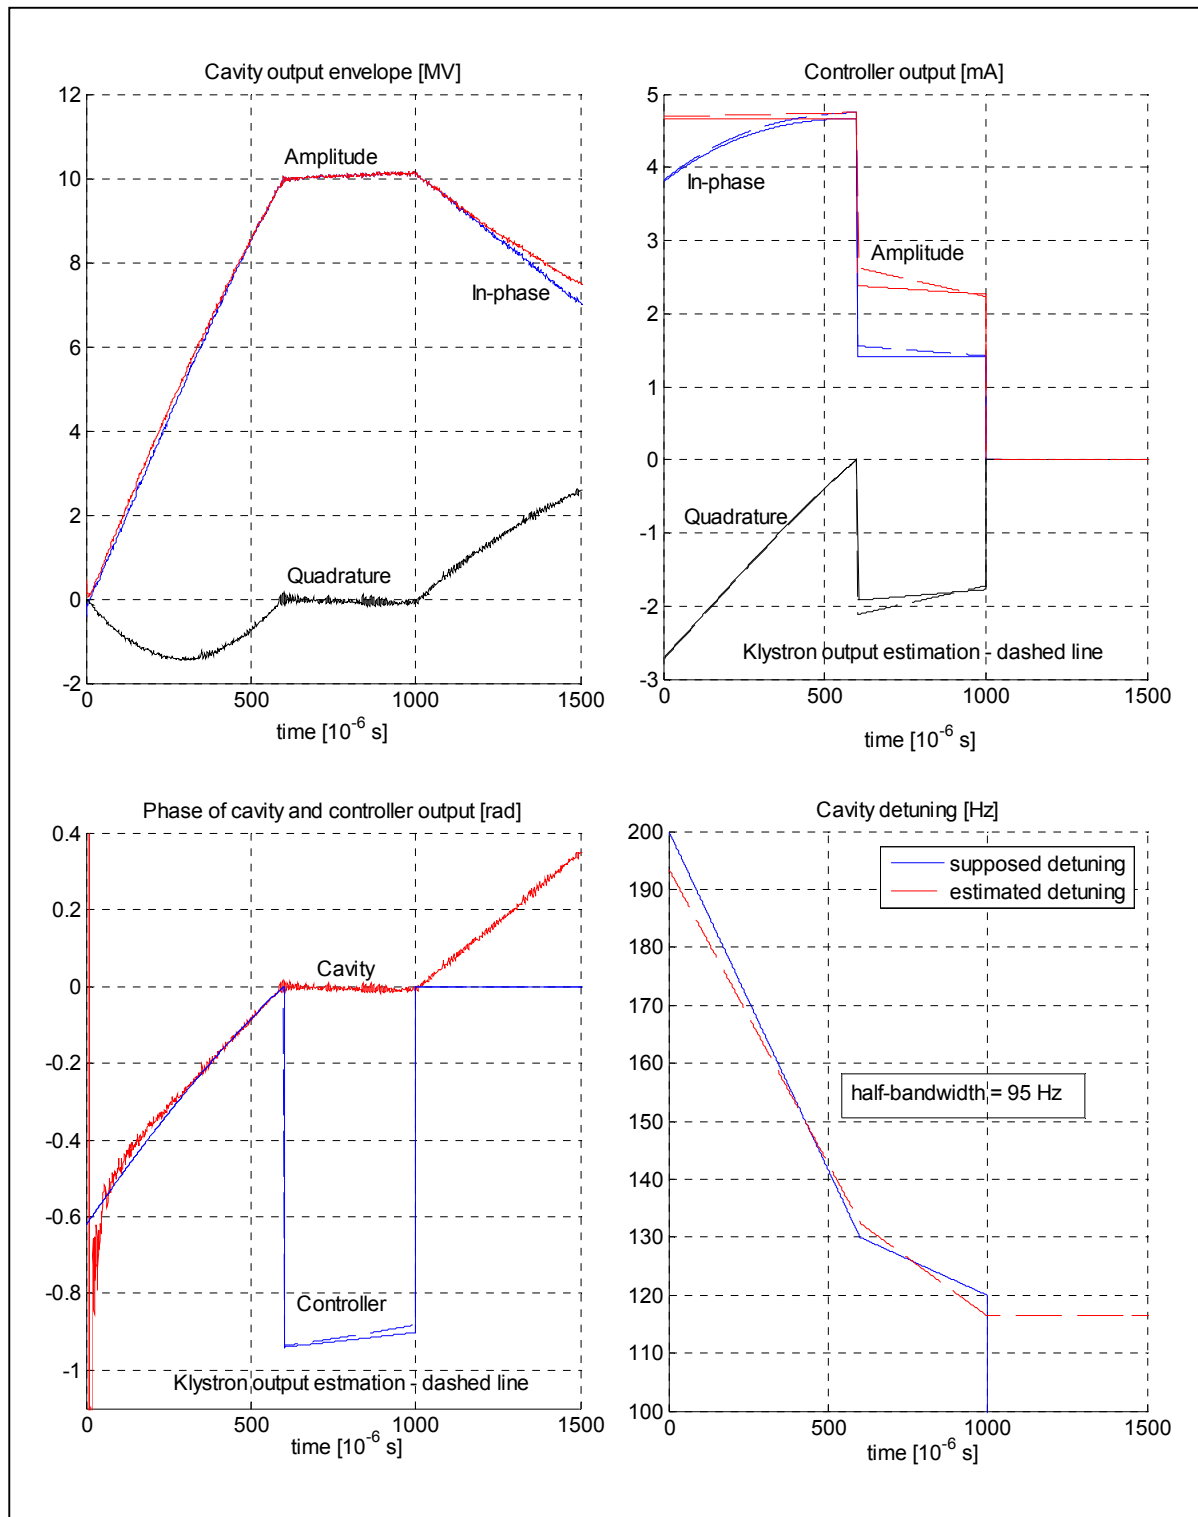 Cavity output envelope [MV]
12
10
8
6
4
2
0
-2
0
500
1000
1500
Amplitude
In-phase
Quadrature
time [10⁻⁶ s]
Controller output [mA]
5
4
3
2
1
0
-1
-2
-3
0
500
1000
1500
In-phase
Amplitude
Quadrature
Klystron output estimation - dashed line
time [10⁻⁶ s]
Phase of cavity and controller output [rad]
0.4
0.2
0
-0.2
-0.4
-0.6
-0.8
-1
0
500
1000
1500
Cavity
Controller
Klystron output estmation - dashed line
time [10⁻⁶ s]
Cavity detuning [Hz]
200
190
180
170
160
150
140
130
120
110
100
0
500
1000
1500
supposed detuning
estimated detuning
half-bandwidth = 95 Hz
time [10⁻⁶ s]